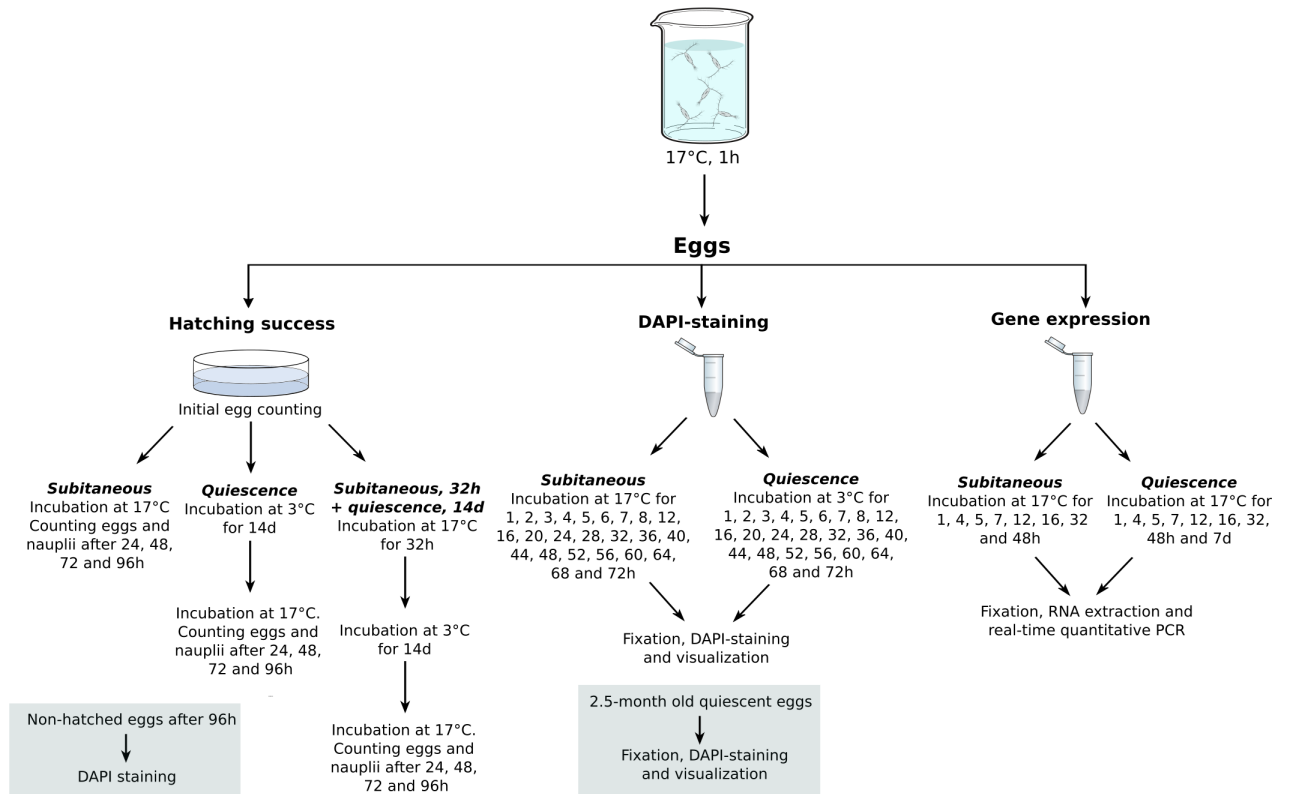 17°C, 1h
Eggs
Hatching success
Initial egg counting
Subitaneous
Incubation at 17°C
Counting eggs and
nauplii after 24, 48,
72 and 96h
Quiescence
Incubation at 3°C
for 14d
Incubation at 17°C.
Counting eggs and
nauplii after 24, 48,
72 and 96h
Subitaneous, 32h
+ quiescence, 14d
Incubation at 17°C
for 32h
Incubation at 3°C
for 14d
Incubation at 17°C.
Counting eggs and
nauplii after 24, 48,
72 and 96h
Non-hatched eggs after 96h
DAPI staining
DAPI-staining
Subitaneous
Incubation at 17°C for
1, 2, 3, 4, 5, 6, 7, 8, 12,
16, 20, 24, 28, 32, 36, 40,
44, 48, 52, 56, 60, 64,
68 and 72h
Quiescence
Incubation at 3°C for
1, 2, 3, 4, 5, 6, 7, 8, 12,
16, 20, 24, 28, 32, 36, 40,
44, 48, 52, 56, 60, 64,
68 and 72h
Fixation, DAPI-staining
and visualization
2.5-month old quiescent eggs
Fixation, DAPI-staining
and visualization
Gene expression
Subitaneous
Incubation at 17°C for
1, 4, 5, 7, 12, 16, 32
and 48h
Quiescence
Incubation at 17°C for
1, 4, 5, 7, 12, 16, 32,
48h and 7d
Fixation, RNA extraction and
real-time quantitative PCR